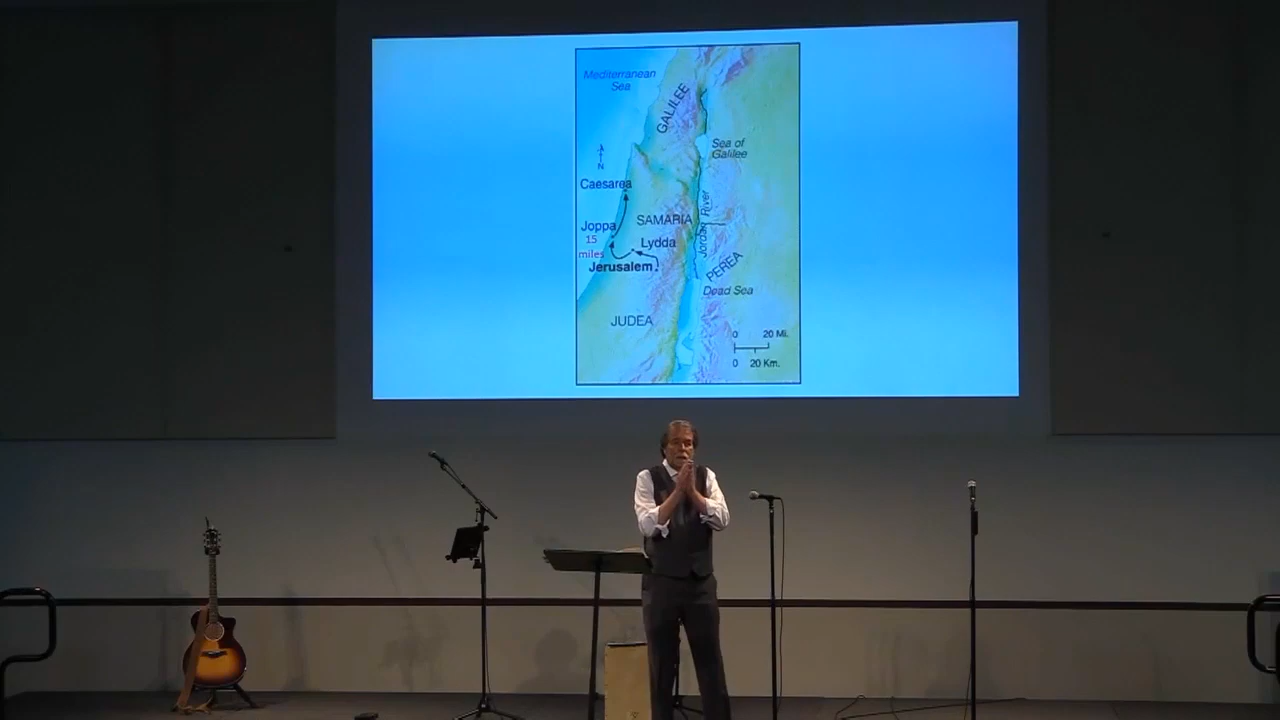 Mediterranean
Sea
GALILEE
Sea of
Galilee
N
Caesarea
Jordan River
SAMARIA
Joppa
15
miles
Lydda
Jerusalem
PEREA
Dead Sea
JUDEA
0 20 Mi.
0 20 Km.